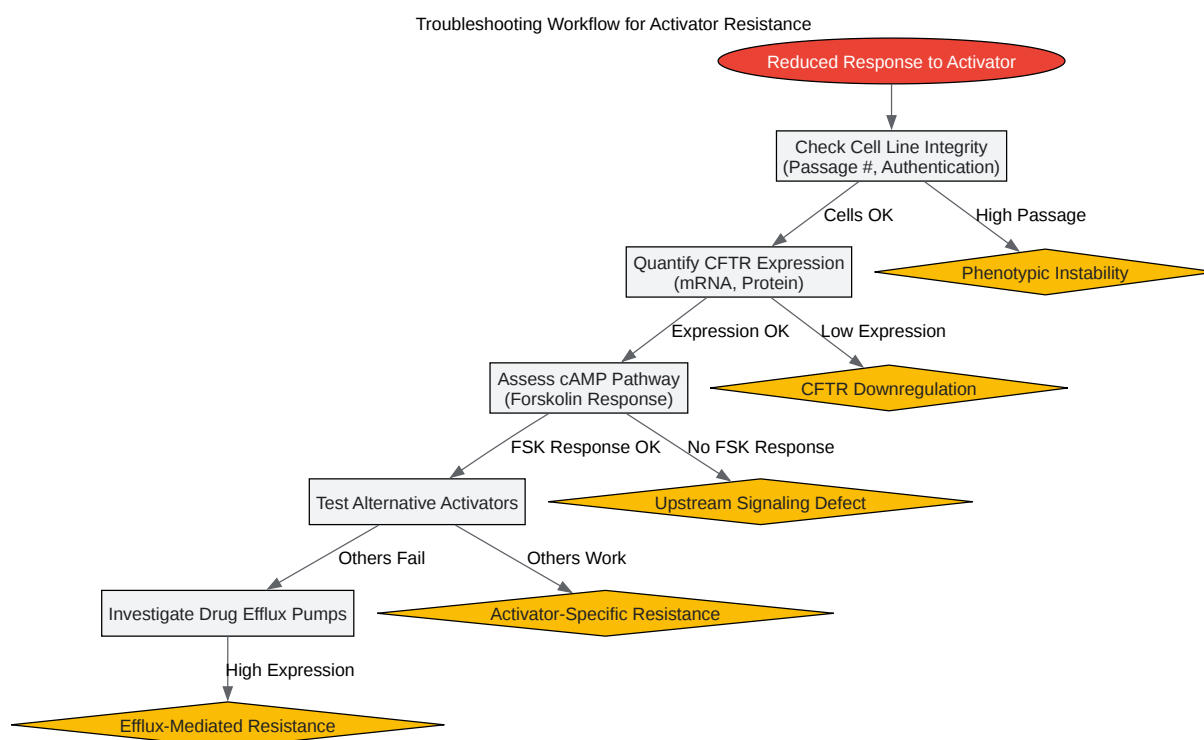 Troubleshooting Workflow for Activator Resistance
Reduced Response to Activator
Check Cell Line Integrity
(Passage #, Authentication)
Cells OK
High Passage
Quantify CFTR Expression
(mRNA, Protein)
Phenotypic Instability
Expression OK
Low Expression
Assess cAMP Pathway
(Forskolin Response)
CFTR Downregulation
FSK Response OK
No FSK Response
Test Alternative Activators
Upstream Signaling Defect
Others Fail
Others Work
Investigate Drug Efflux Pumps
Activator-Specific Resistance
High Expression
Efflux-Mediated Resistance